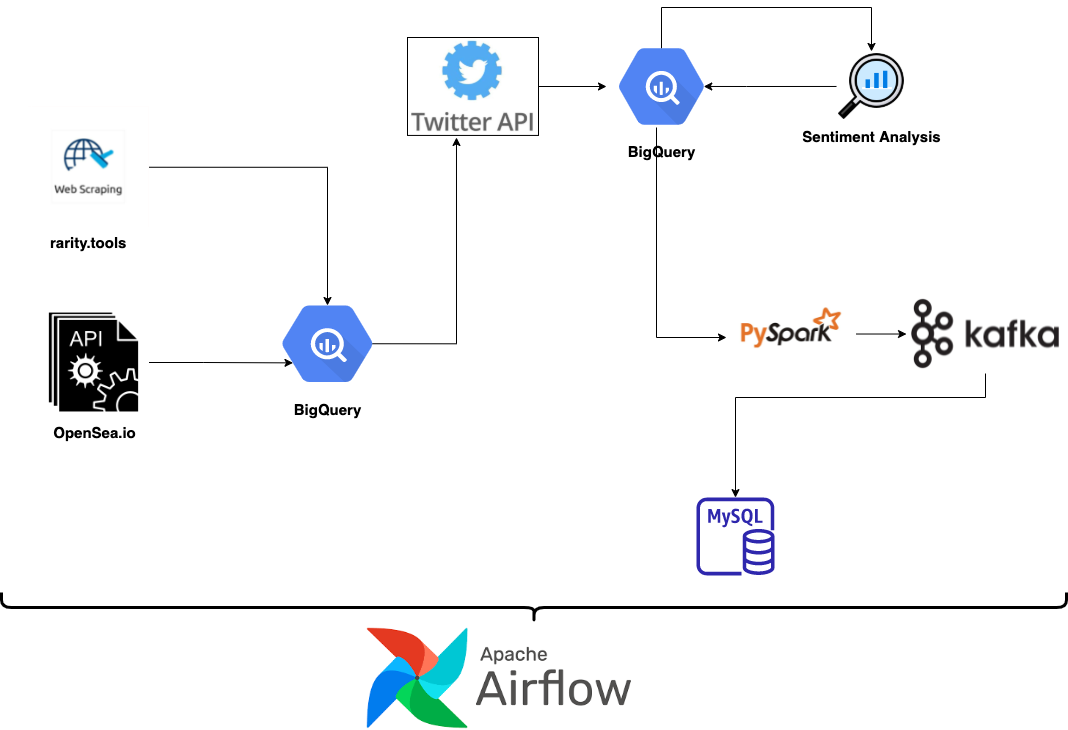 Twitter API
BigQuery
Sentiment Analysis
Web Scraping
rarity.tools
API
OpenSea.io
BigQuery
PySpark
kafka
MySQL
Apache
Airflow